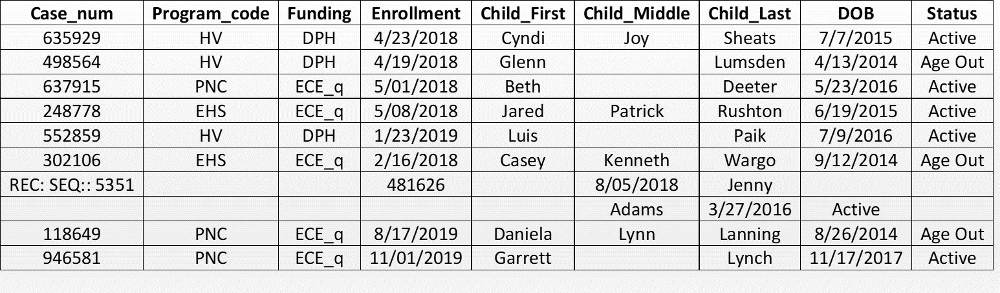 Case_num Program_code Funding Enrollment Child_First Child_Middle Child_Last DOB Status
635929 HV DPH 4/23/2018 Cyndi Joy Sheats 7/7/2015 Active
498564 HV DPH 4/19/2018 Glenn Lumsden 4/13/2014 Age Out
637915 PNC ECE_q 5/01/2018 Beth Deeter 5/23/2016 Active
248778 EHS ECE_q 5/08/2018 Jared Patrick Rushton 6/19/2015 Active
552859 HV DPH 1/23/2019 Luis Paik 7/9/2016 Active
302106 EHS ECE_q 2/16/2018 Casey Kenneth Wargo 9/12/2014 Age Out
REC: SEQ:: 5351 481626 8/05/2018 Jenny
Adams 3/27/2016 Active
118649 PNC ECE_q 8/17/2019 Daniela Lynn Lanning 8/26/2014 Age Out
946581 PNC ECE_q 11/01/2019 Garrett Lynch 11/17/2017 Active